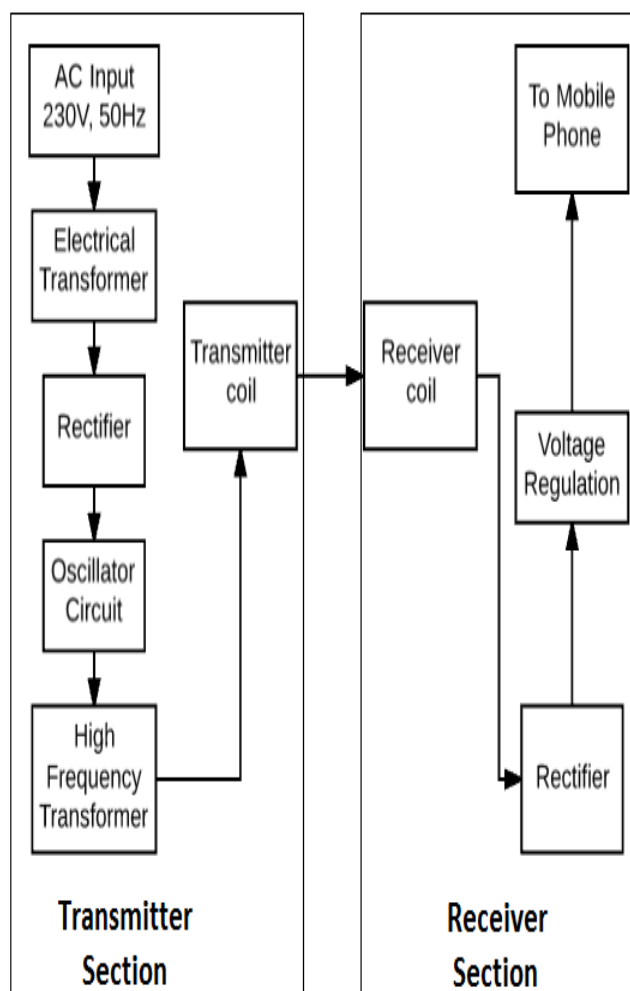 AC Input
230V, 50Hz
Electrical
Transformer
Rectifier
Oscillator
Circuit
High
Frequency
Transformer
Transmitter
coil
Transmitter
Section
Receiver
coil
Rectifier
Voltage
Regulation
To Mobile
Phone
Receiver
Section